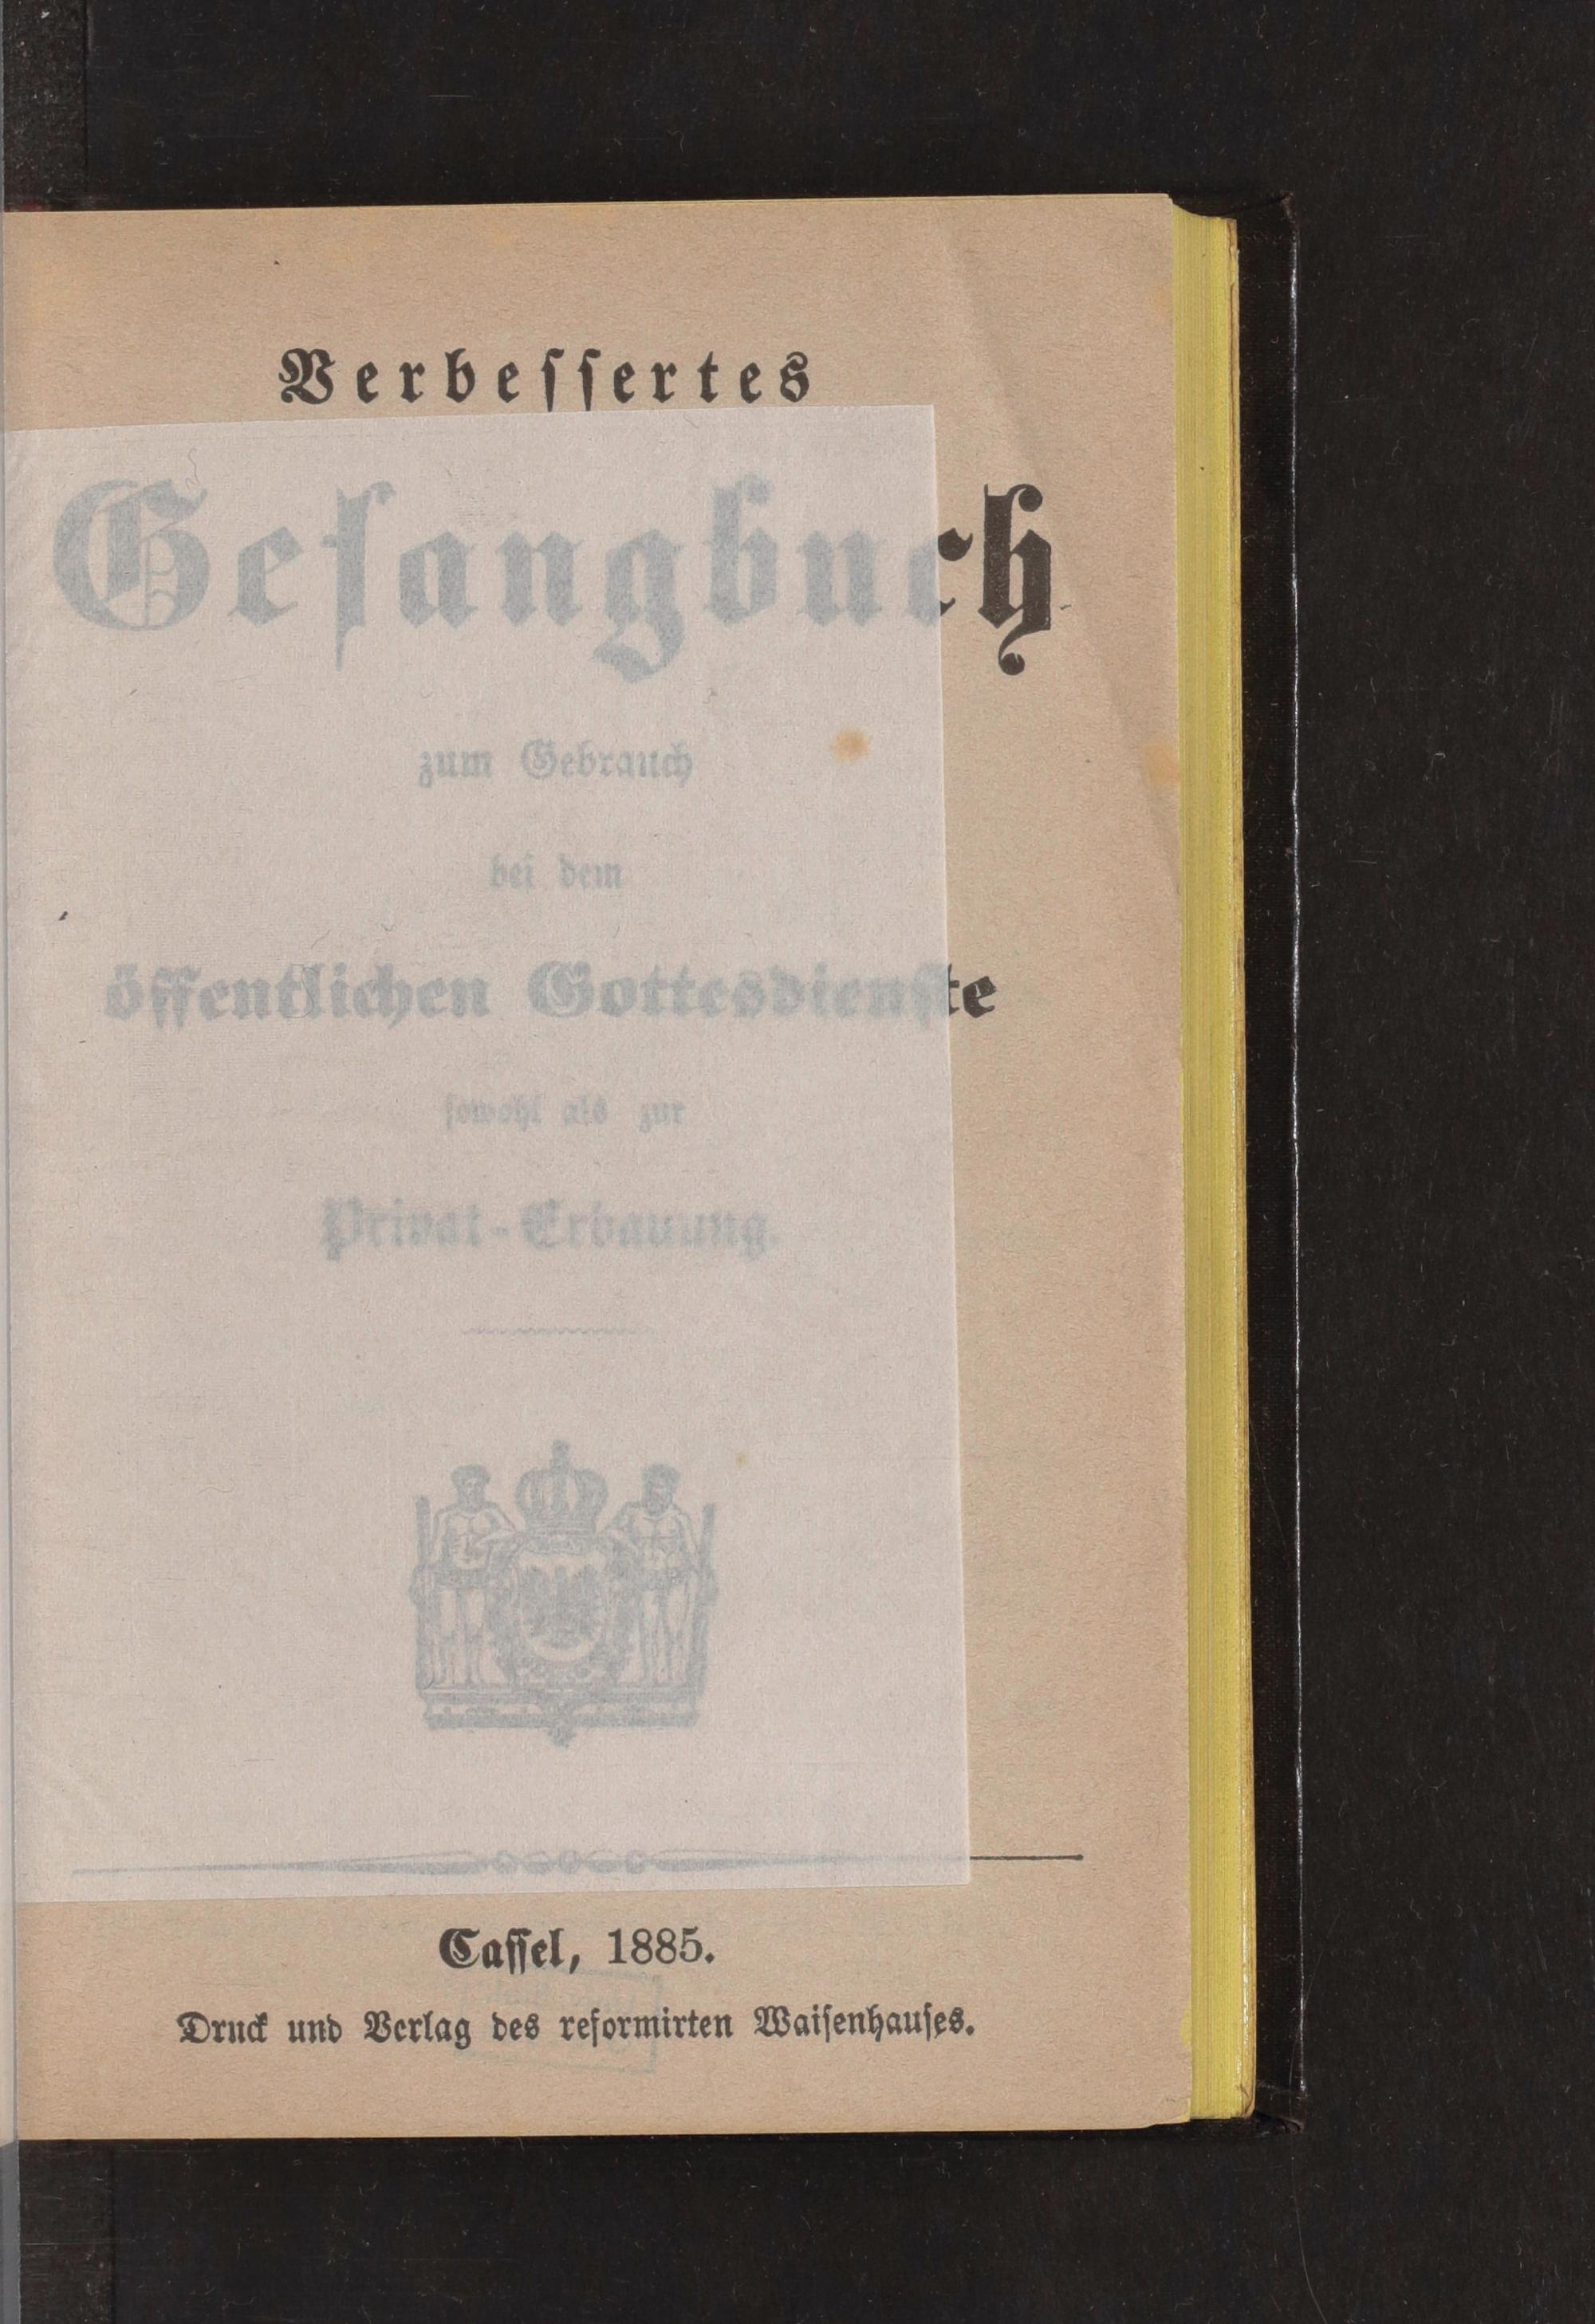 Verbeſſertes
Geſangbuch
zum Gebrauch
bei dem
öffentlichen Gottesdienſte
ſowohl als zur
Privat-Erbauung.
Caſſel, 1885.
Druck und Verlag des reformirten Waiſenhauſes.